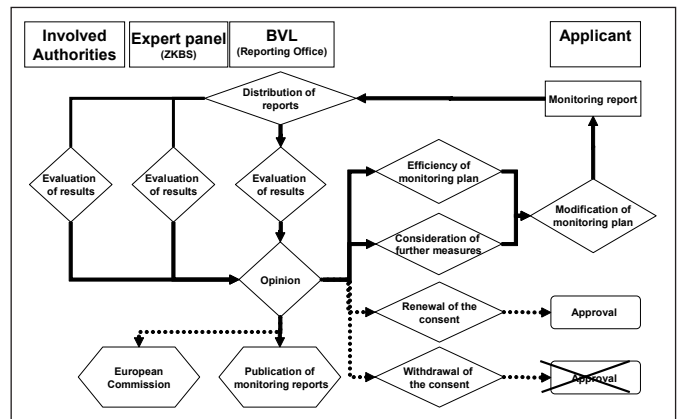 Involved
Authorities
Expert panel
(ZKBS)
BVL
(Reporting Office)
Applicant
Distribution of
reports
Monitoring report
Evaluation
of results
Evaluation
of results
Evaluation
of results
Efficiency of
monitoring plan
Modification of
monitoring plan
Consideration of
further measures
Opinion
Renewal of the
consent
Approval
European
Commission
Publication of
monitoring reports
Withdrawal of
the consent
Approval